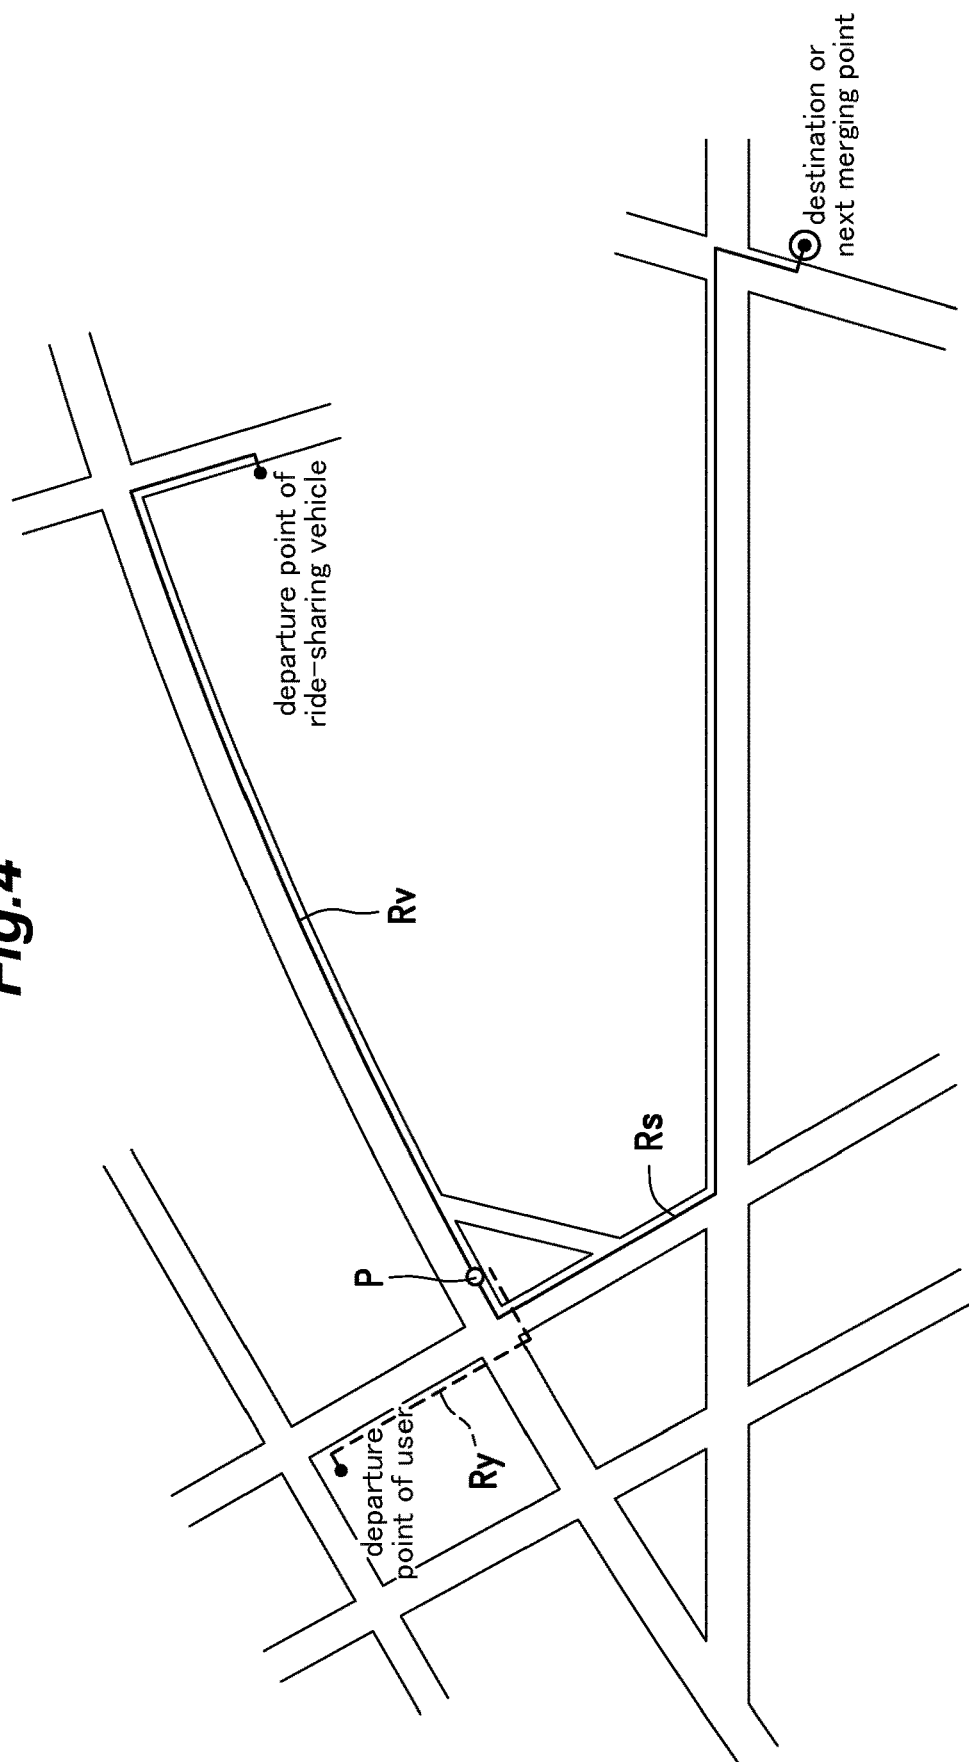 Fig.4
departure
point of user
Ry
P
Rs
Rv
departure point of
ride-sharing vehicle
destination or
next merging point